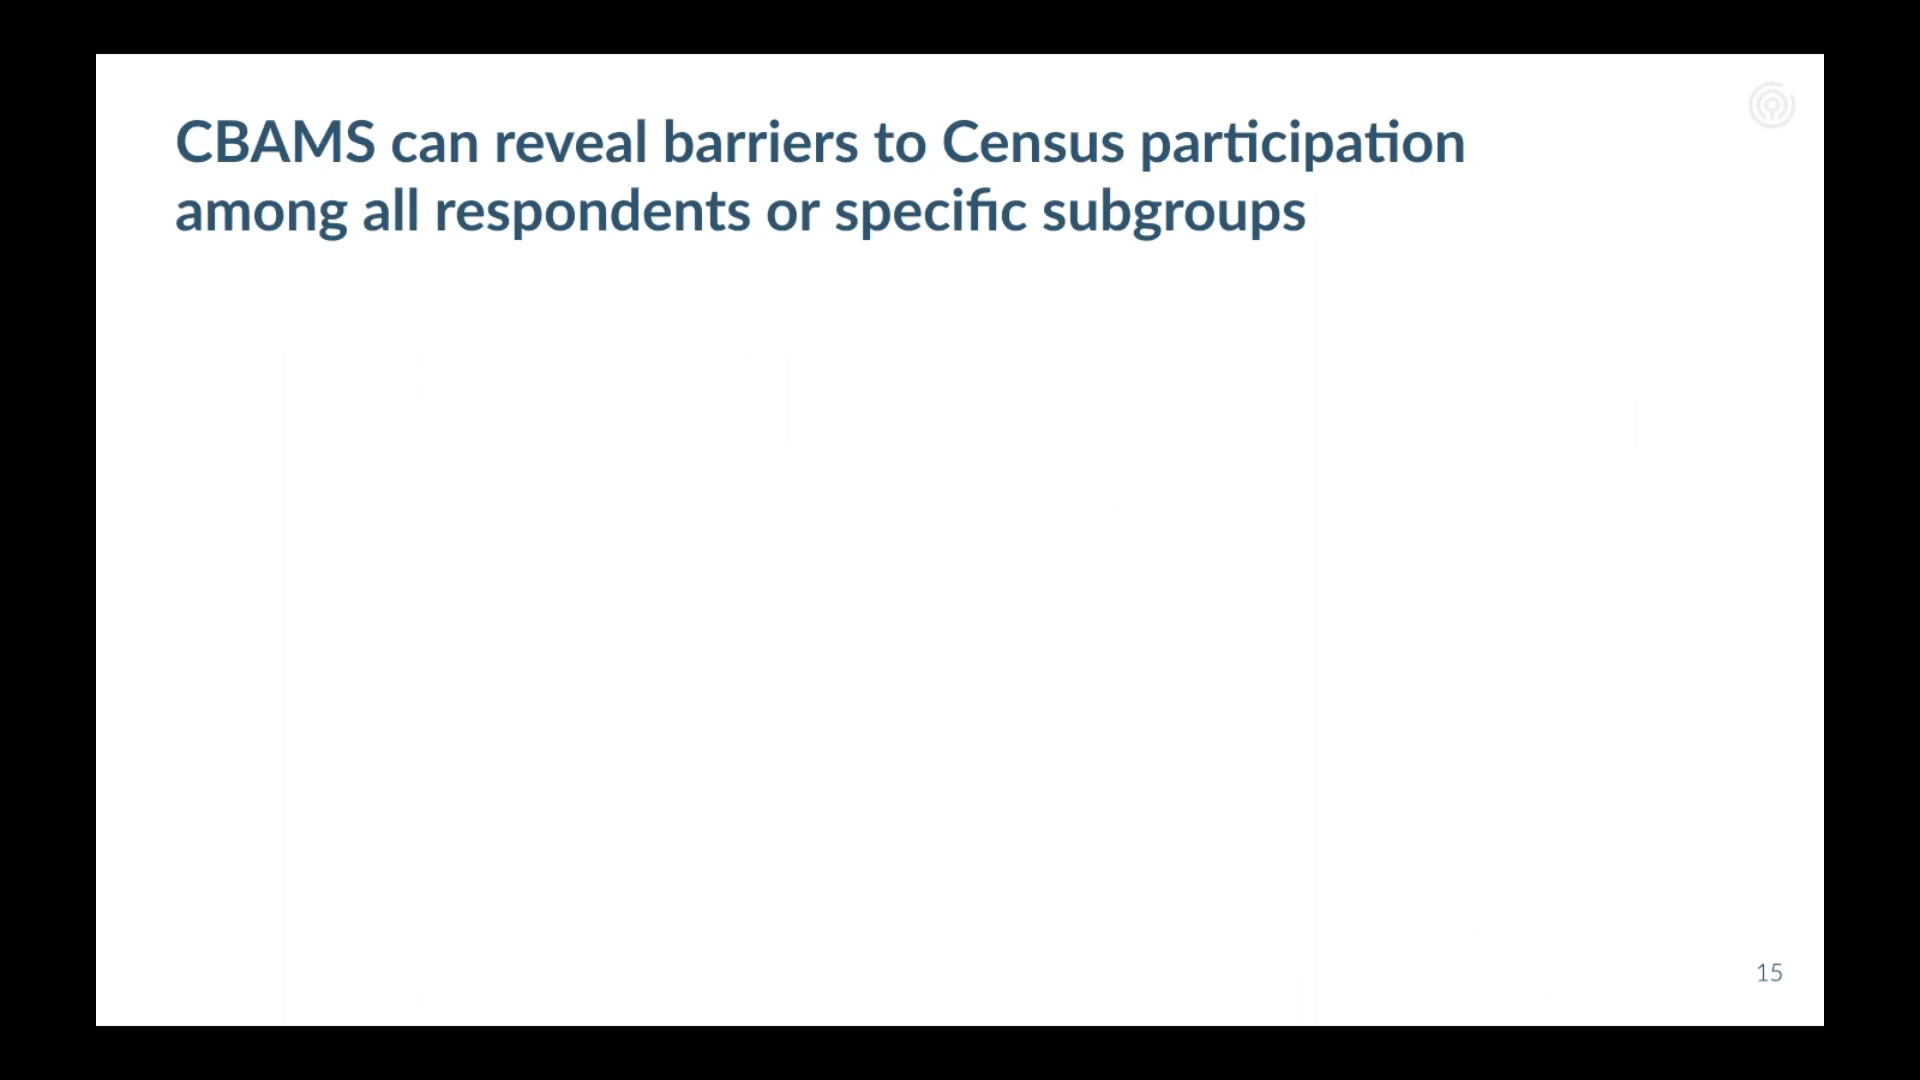 CBAMS can reveal barriers to Census participation
among all respondents or specific subgroups
15